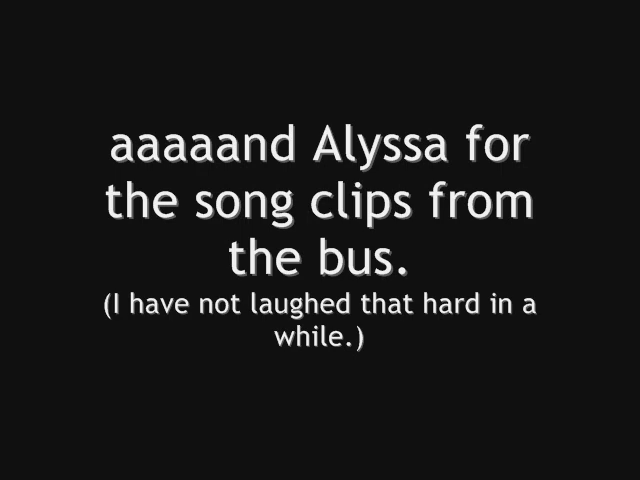 aaaaand Alyssa for
the song clips from
the bus.
(I have not laughed that hard in a
while.)